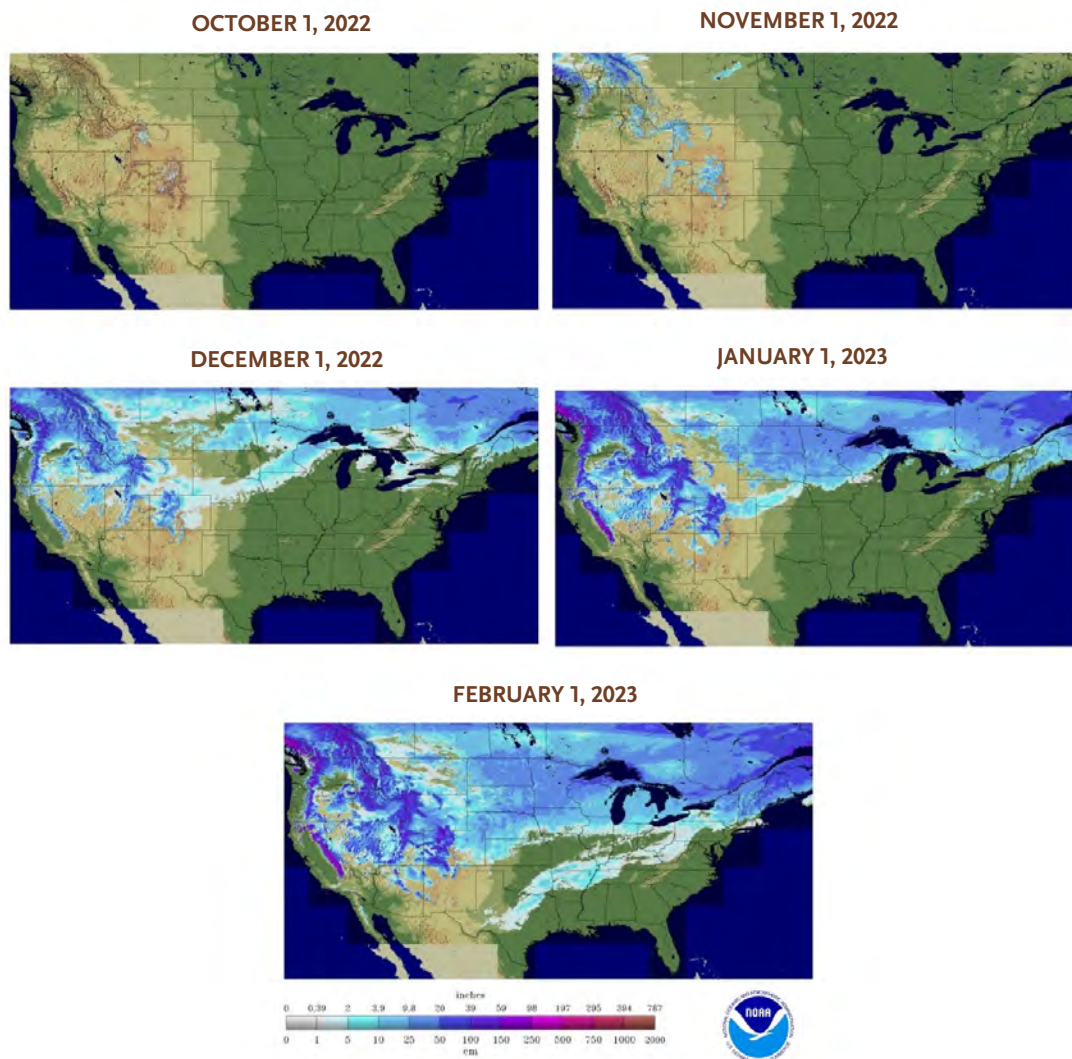 OCTOBER 1, 2022
NOVEMBER 1, 2022
DECEMBER 1, 2022
JANUARY 1, 2023
FEBRUARY 1, 2023
inches
0 0.39 2 3.9 9.8 20 39 59 98 197 295 394 787
0 1 5 10 25 50 100 150 250 500 750 1000 2000
cm
NOAA